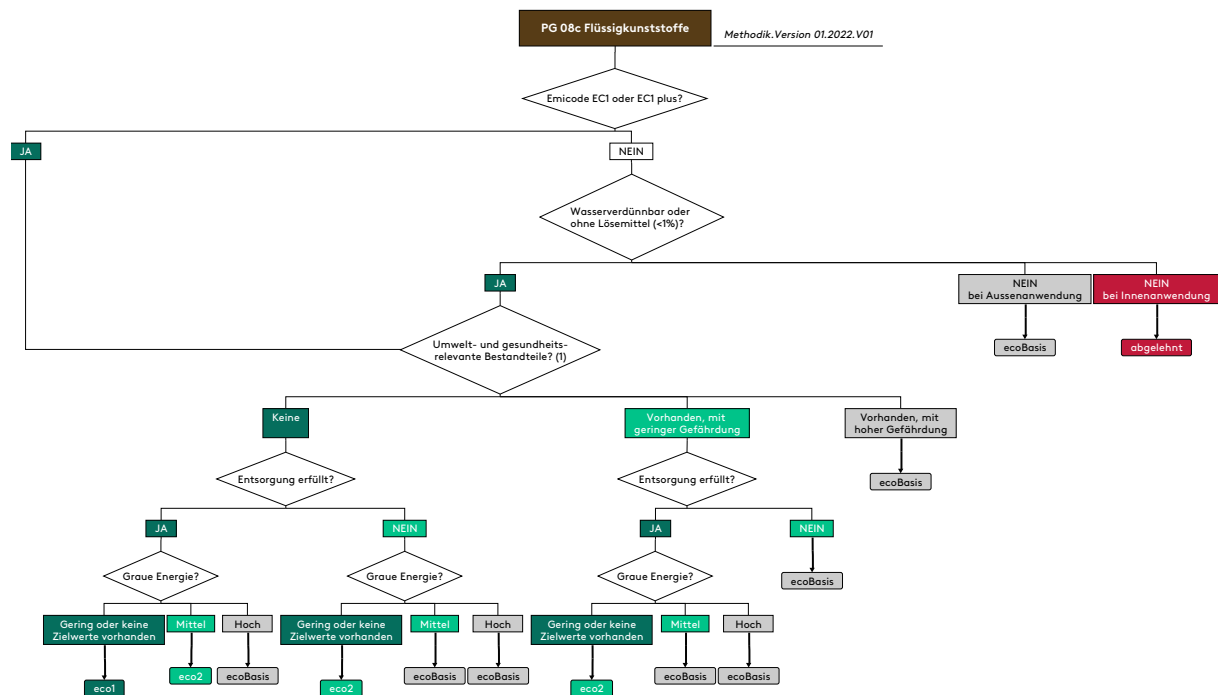 PG 08c Flüssigkunststoffe
Methodik.Version 01.2022.V01
Emicode EC1 oder EC1 plus?
JA
NEIN
Wasserverdünnbar oder
ohne Lösemittel (<1%)?
JA
NEIN
bei Aussenanwendung
NEIN
bei Innenanwendung
Umwelt- und gesundheits-
relevante Bestandteile? (1)
ecoBasis
abgelehnt
Keine
Vorhanden, mit
geringer Gefährdung
Vorhanden, mit
hoher Gefährdung
Entsorgung erfüllt?
Entsorgung erfüllt?
ecoBasis
JA
NEIN
JA
NEIN
Graue Energie?
Graue Energie?
Graue Energie?
ecoBasis
Gering oder keine
Zielwerte vorhanden
Mittel
Hoch
Gering oder keine
Zielwerte vorhanden
Mittel
Hoch
Gering oder keine
Zielwerte vorhanden
Mittel
Hoch
eco1
eco2
ecoBasis
eco2
ecoBasis
ecoBasis
eco2
ecoBasis
ecoBasis